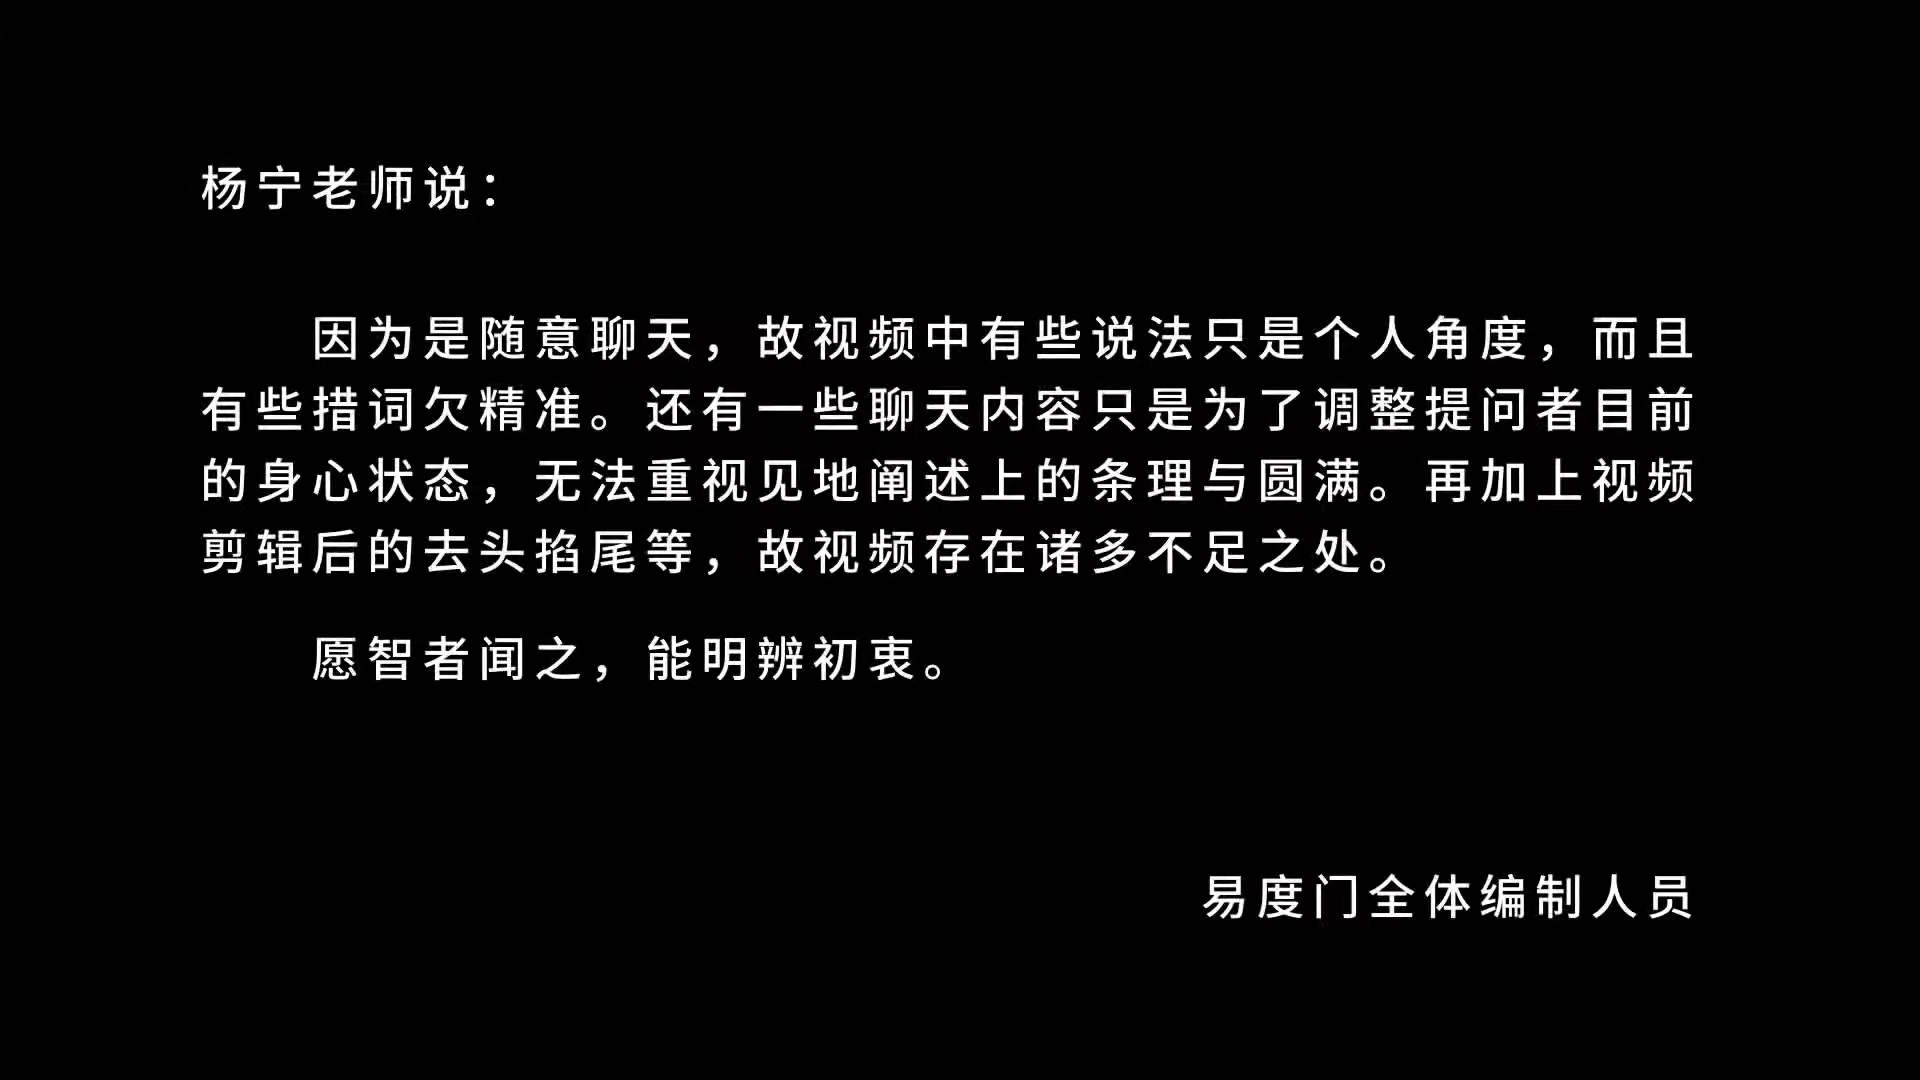 杨宁老师说：
因为是随意聊天，故视频中有些说法只是个人角度，而且
有些措词欠精准。还有一些聊天内容只是为了调整提问者目前
的身心状态，无法重视见地阐述上的条理与圆满。再加上视频
剪辑后的去头掐尾等，故视频存在诸多不足之处。
愿智者闻之，能明辨初衷。
易度门全体编制人员